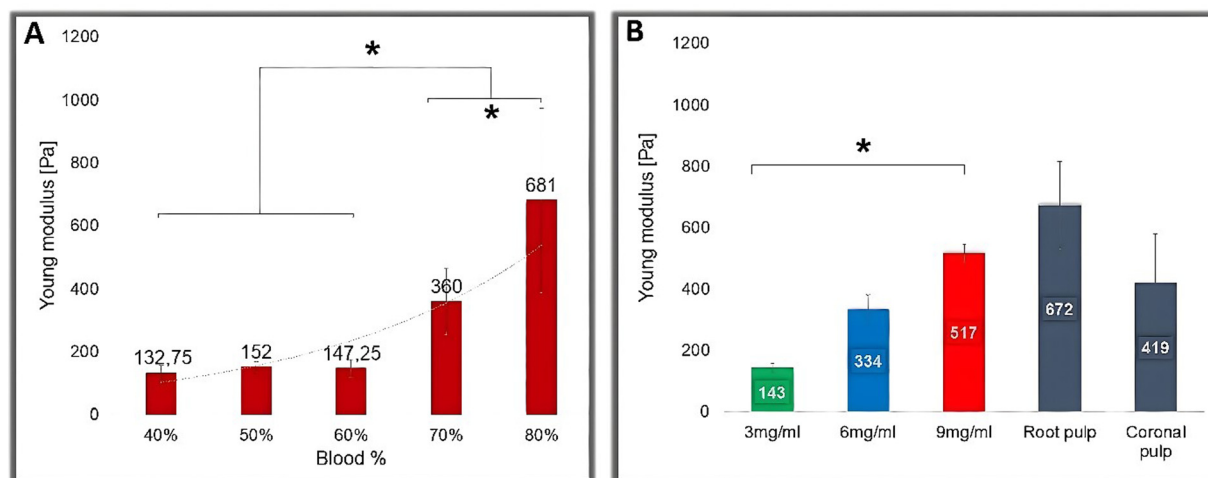 A
Young modulus [Pa]
1200
1000
800
600
400
200
0
*
*
132,75
152
147,25
360
681
40%
50%
60%
70%
80%
Blood %
B
Young modulus [Pa]
1200
1000
800
600
400
200
0
*
143
334
517
672
419
3mg/ml
6mg/ml
9mg/ml
Root pulp
Coronal
pulp